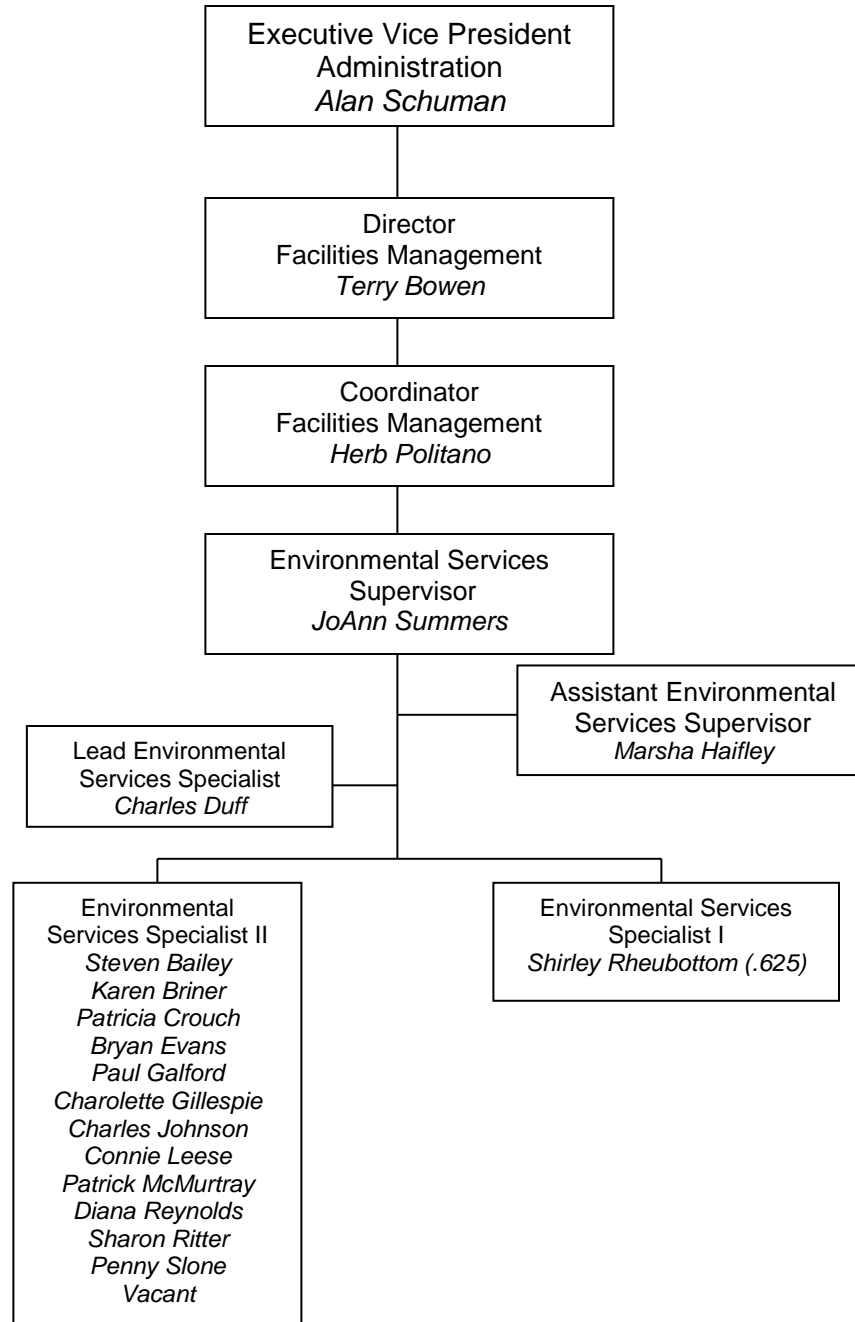 Executive Vice President
Administration
Alan Schuman
Director
Facilities Management
Terry Bowen
Coordinator
Facilities Management
Herb Politano
Environmental Services
Supervisor
JoAnn Summers
Assistant Environmental
Services Supervisor
Marsha Haifley
Lead Environmental
Services Specialist
Charles Duff
Environmental
Services Specialist II
Steven Bailey
Karen Briner
Patricia Crouch
Bryan Evans
Paul Galford
Charolette Gillespie
Charles Johnson
Connie Leese
Patrick McMurtray
Diana Reynolds
Sharon Ritter
Penny Slone
Vacant
Environmental Services
Specialist I
Shirley Rheubottom (.625)